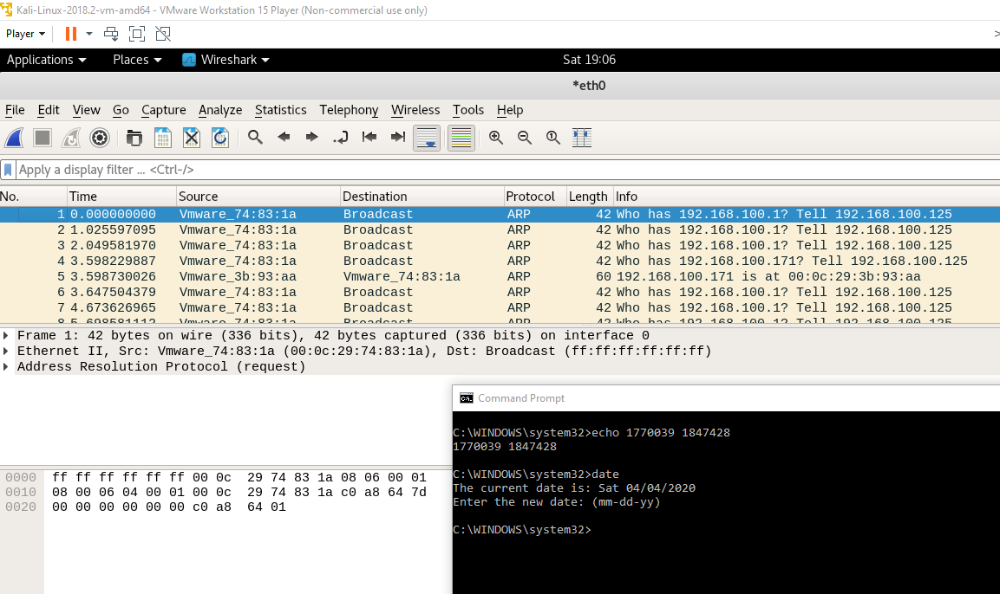 Kali-Linux-2018.2-vm-amd64 - VMware Workstation 15 Player (Non-commercial use only)
Player
Applications Places Wireshark Sat 19:06
*eth0
File Edit View Go Capture Analyze Statistics Telephony Wireless Tools Help
Apply a display filter ... <Ctrl-/>
No. Time Source Destination Protocol Length Info
1 0.000000000 Vmware_74:83:1a Broadcast ARP 42 Who has 192.168.100.1? Tell 192.168.100.125
2 1.025597095 Vmware_74:83:1a Broadcast ARP 42 Who has 192.168.100.1? Tell 192.168.100.125
3 2.049581970 Vmware_74:83:1a Broadcast ARP 42 Who has 192.168.100.1? Tell 192.168.100.125
4 3.598229887 Vmware_74:83:1a Broadcast ARP 42 Who has 192.168.100.171? Tell 192.168.100.125
5 3.598730026 Vmware_3b:93:aa Vmware_74:83:1a ARP 60 192.168.100.171 is at 00:0c:29:3b:93:aa
6 3.647504379 Vmware_74:83:1a Broadcast ARP 42 Who has 192.168.100.1? Tell 192.168.100.125
7 4.673626965 Vmware_74:83:1a Broadcast ARP 42 Who has 192.168.100.1? Tell 192.168.100.125
8 Vmware_74:83:1a Broadcast ARP 42 Who has 192.168.100.1? Tell 192.168.100.125
Frame 1: 42 bytes on wire (336 bits), 42 bytes captured (336 bits) on interface 0
Ethernet II, Src: Vmware_74:83:1a (00:0c:29:74:83:1a), Dst: Broadcast (ff:ff:ff:ff:ff:ff)
Address Resolution Protocol (request)
0000 ff ff ff ff ff ff 00 0c 29 74 83 1a 08 06 00 01
0010 08 00 06 04 00 01 00 0c 29 74 83 1a c0 a8 64 7d
0020 00 00 00 00 00 00 c0 a8 64 01
Command Prompt
C:\WINDOWS\system32>echo 1770039 1847428
1770039 1847428
C:\WINDOWS\system32>date
The current date is: Sat 04/04/2020
Enter the new date: (mm-dd-yy)
C:\WINDOWS\system32>